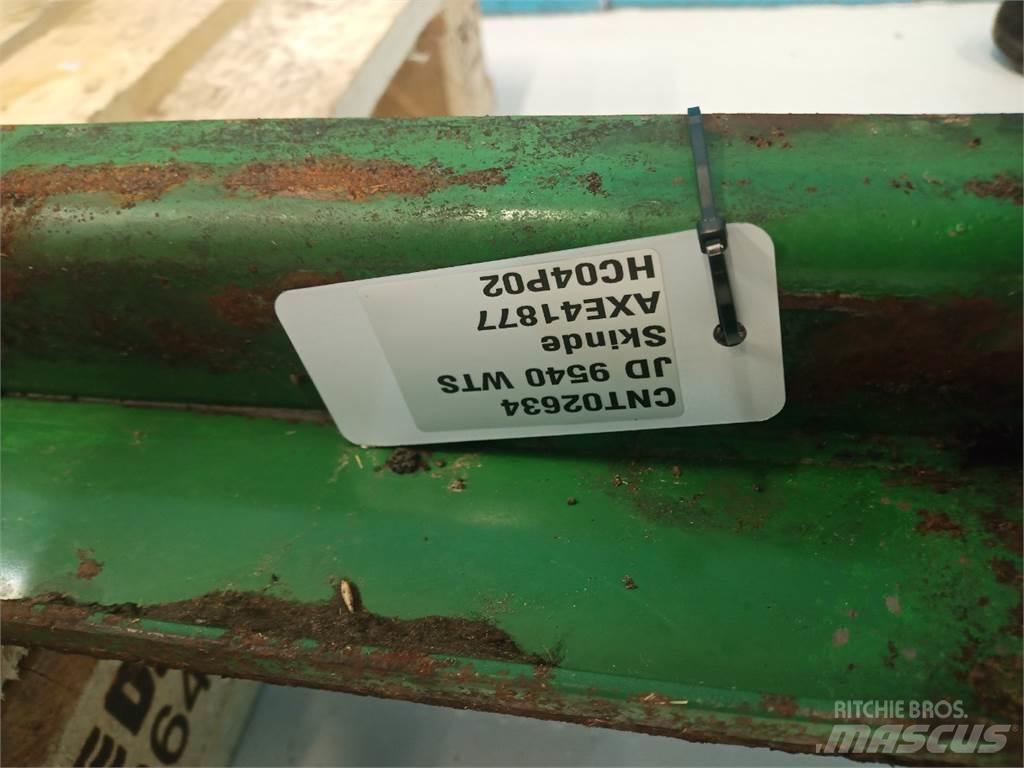 CNT02634
JD 9540 WTS
Skinde
AXE41877
HC04P02
RITCHIE BROS.
MASCUS